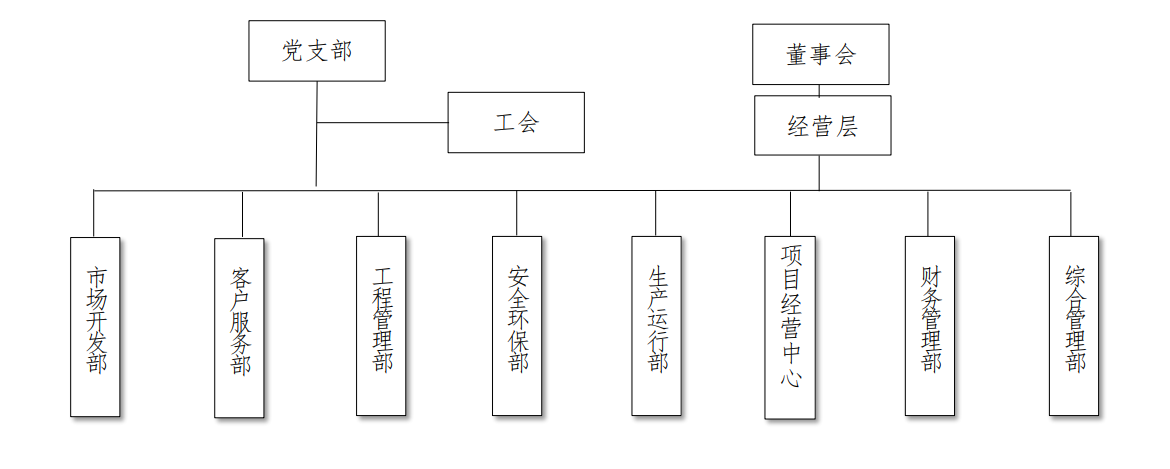 党支部
董事会
工会
经营层
市场开发部
客户服务部
工程管理部
安全环保部
生产运行部
项目经营中心
财务管理部
综合管理部